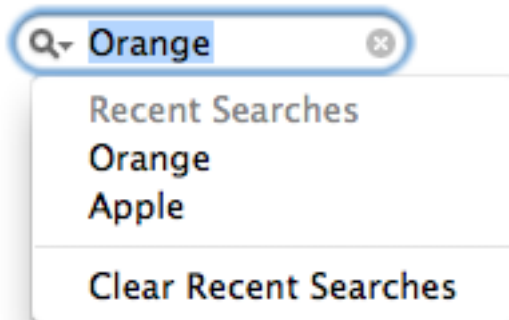 Orange
Recent Searches
Orange
Apple
Clear Recent Searches